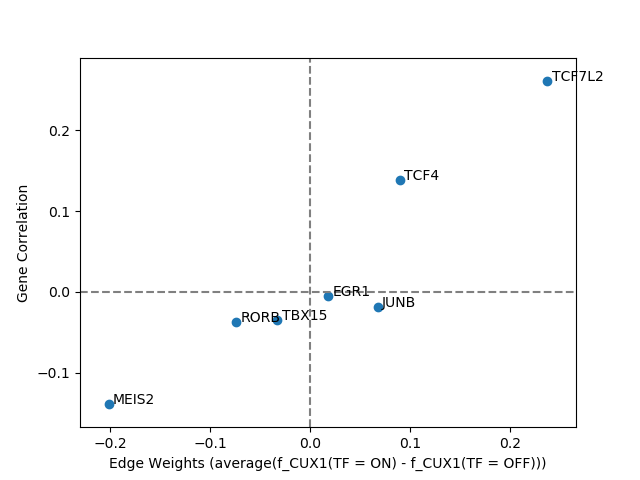 TCF7L2
0.2
TCF4
0.1
Gene Correlation
0.0
EGR1
JUNB
RORB
TBX15
−0.1
MEIS2
−0.2
−0.1
0.0
0.1
0.2
Edge Weights (average(f_CUX1(TF = ON) - f_CUX1(TF = OFF)))